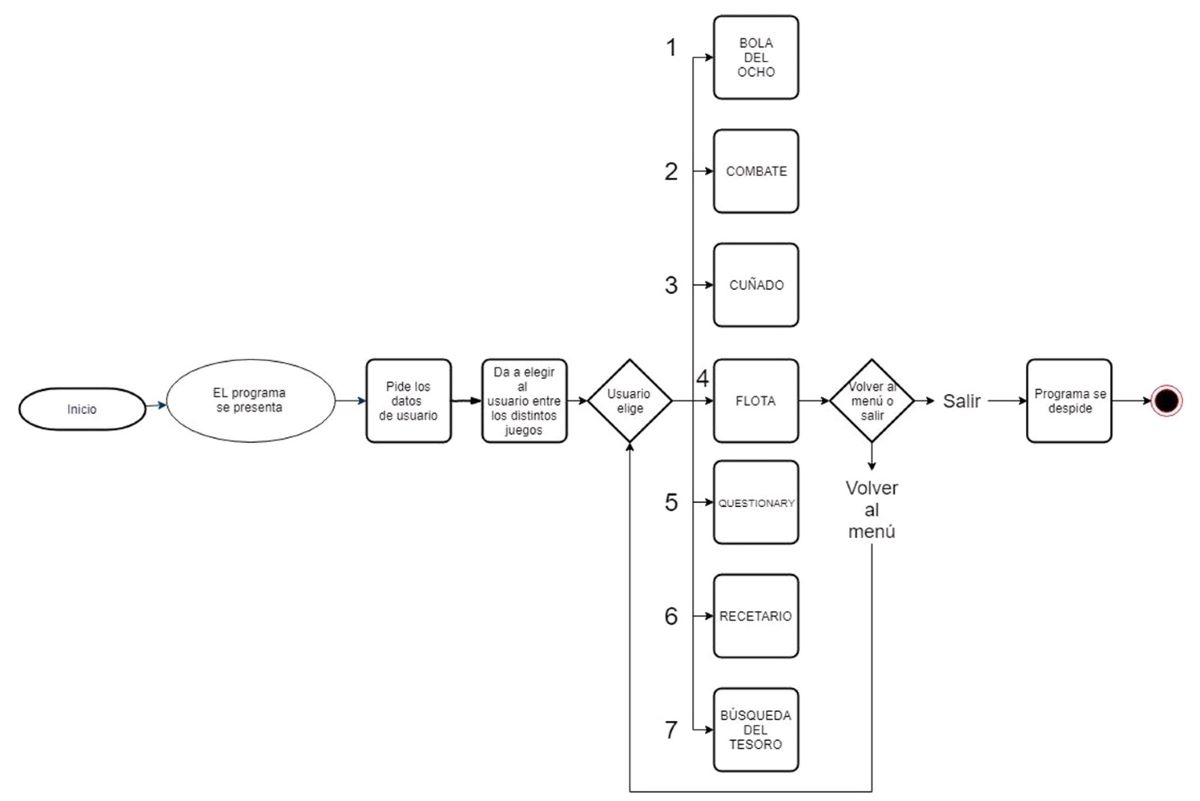 1
BOLA
DEL
OCHO
2
COMBATE
3
CUÑADO
Inicio
EL programa
se presenta
Pide los
datos
de usuario
Da a elegir
al
usuario entre
los distintos
juegos
Usuario
elige
4
FLOTA
Volver al
menú o
salir
Salir
Programa se
despide
Volver
al
menú
5
QUESTIONARY
6
RECETARIO
7
BÚSQUEDA
DEL
TESORO